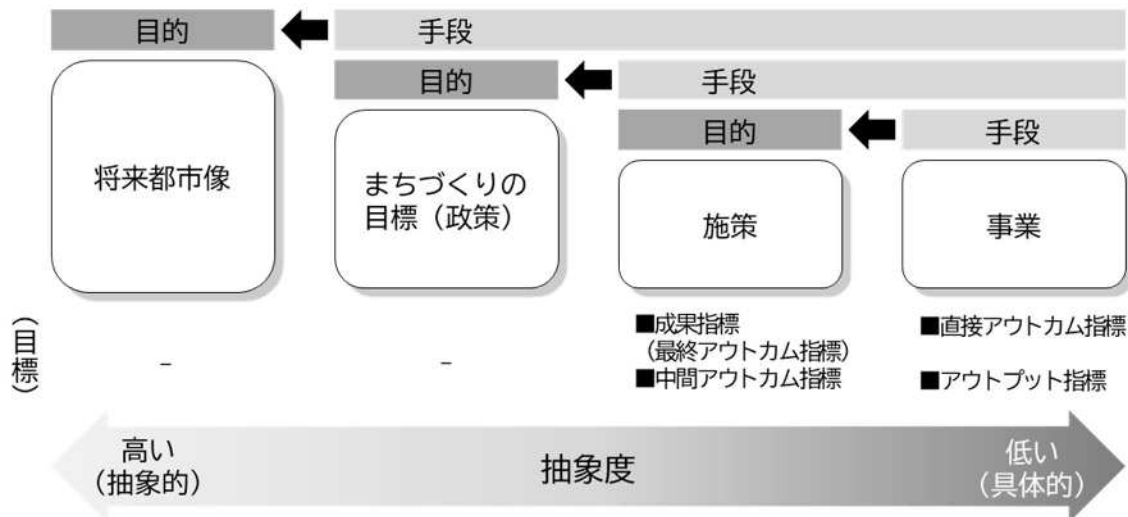 目的
手段
目的
手段
目的
手段
将来都市像
まちづくりの
目標（政策）
施策
事業
（目標）
－
－
■成果指標
（最終アウトカム指標）
■中間アウトカム指標
■直接アウトカム指標
■アウトプット指標
高い
（抽象的）
抽象度
低い
（具体的）